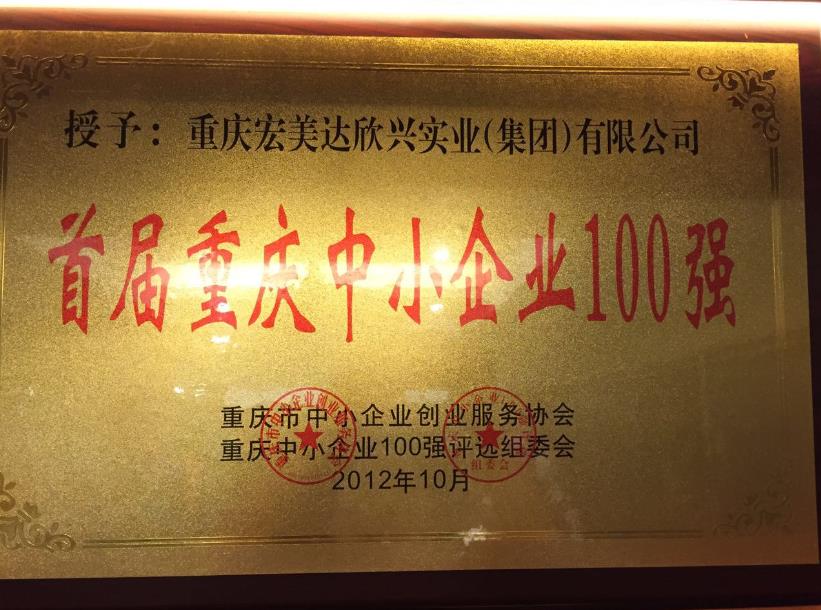 授予：重庆宏美达欣兴实业(集团)有限公司
首届重庆中小企业100强
重庆市中小企业创业服务协会
重庆中小企业100强评选组委会
2012年10月
组委会